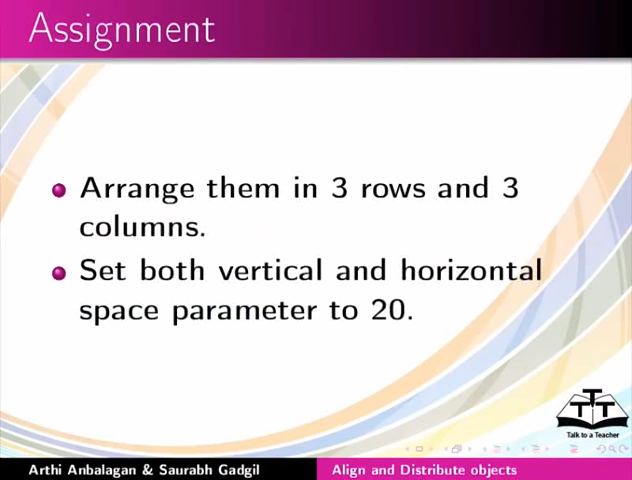 Assignment
Arrange them in 3 rows and 3
columns.
Set both vertical and horizontal
space parameter to 20.
TTT
Talk to a Teacher
Arthi Anbalagan & Saurabh Gadgil
Align and Distribute objects